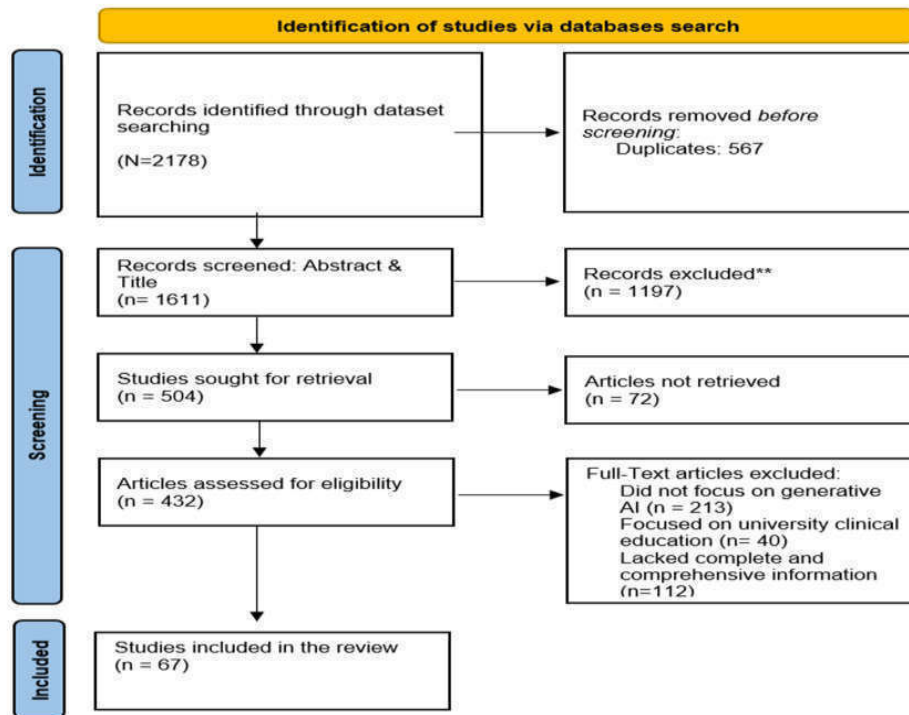 Identification of studies via databases search
Identification
Records identified through dataset
searching
(N=2178)
Records removed before
screening:
Duplicates: 567
Screening
Records screened: Abstract &
Title
(n= 1611)
Records excluded**
(n = 1197)
Studies sought for retrieval
(n = 504)
Articles not retrieved
(n = 72)
Articles assessed for eligibility
(n = 432)
Full-Text articles excluded:
Did not focus on generative
AI (n = 213)
Focused on university clinical
education (n= 40)
Lacked complete and
comprehensive information
(n=112)
Included
Studies included in the review
(n = 67)